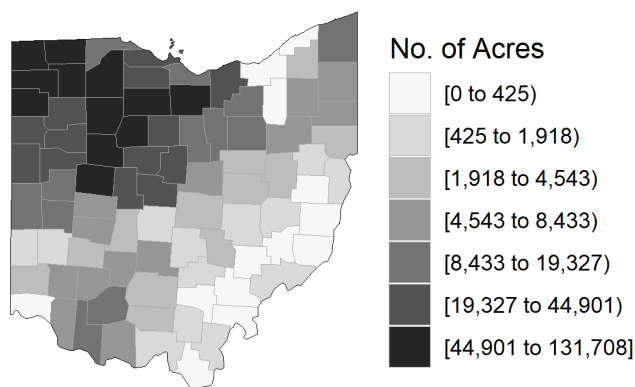 No. of Acres
[0 to 425)
[425 to 1,918)
[1,918 to 4,543)
[4,543 to 8,433)
[8,433 to 19,327)
[19,327 to 44,901)
[44,901 to 131,708]